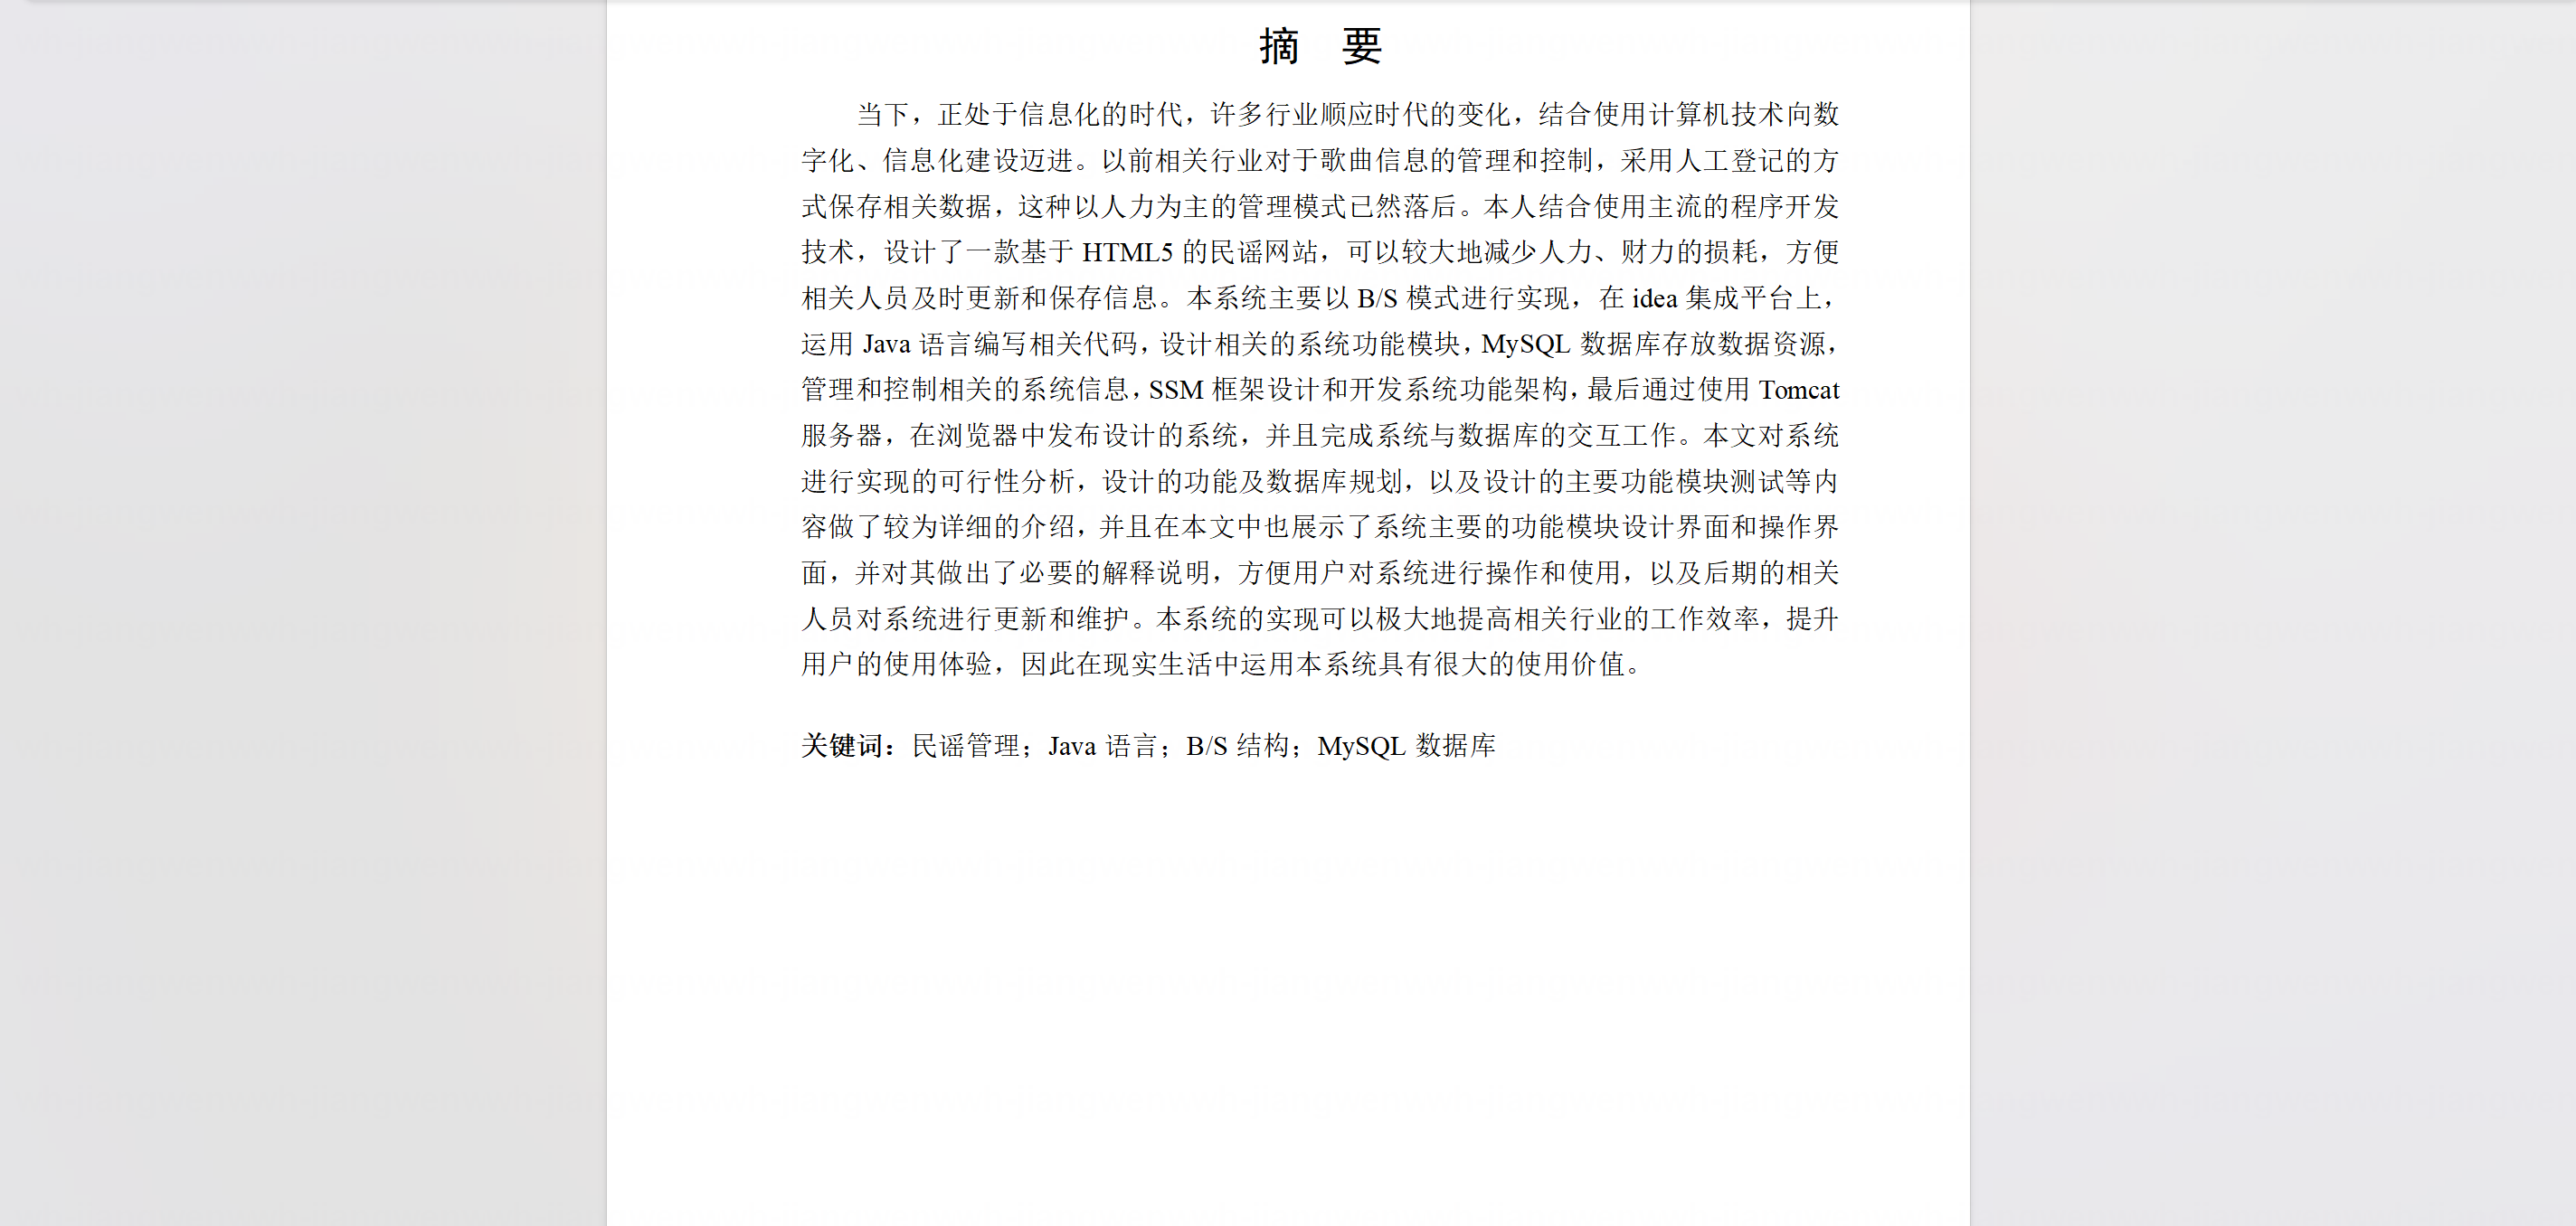 摘　要
当下，正处于信息化的时代，许多行业顺应时代的变化，结合使用计算机技术向数
字化、信息化建设迈进。以前相关行业对于歌曲信息的管理和控制，采用人工登记的方
式保存相关数据，这种以人力为主的管理模式已然落后。本人结合使用主流的程序开发
技术，设计了一款基于 HTML5 的民谣网站，可以较大地减少人力、财力的损耗，方便
相关人员及时更新和保存信息。本系统主要以 B/S 模式进行实现，在 idea 集成平台上，
运用 Java 语言编写相关代码，设计相关的系统功能模块，MySQL 数据库存放数据资源，
管理和控制相关的系统信息，SSM 框架设计和开发系统功能架构，最后通过使用 Tomcat
服务器，在浏览器中发布设计的系统，并且完成系统与数据库的交互工作。本文对系统
进行实现的可行性分析，设计的功能及数据库规划，以及设计的主要功能模块测试等内
容做了较为详细的介绍，并且在本文中也展示了系统主要的功能模块设计界面和操作界
面，并对其做出了必要的解释说明，方便用户对系统进行操作和使用，以及后期的相关
人员对系统进行更新和维护。本系统的实现可以极大地提高相关行业的工作效率，提升
用户的使用体验，因此在现实生活中运用本系统具有很大的使用价值。
关键词：民谣管理；Java 语言；B/S 结构；MySQL 数据库